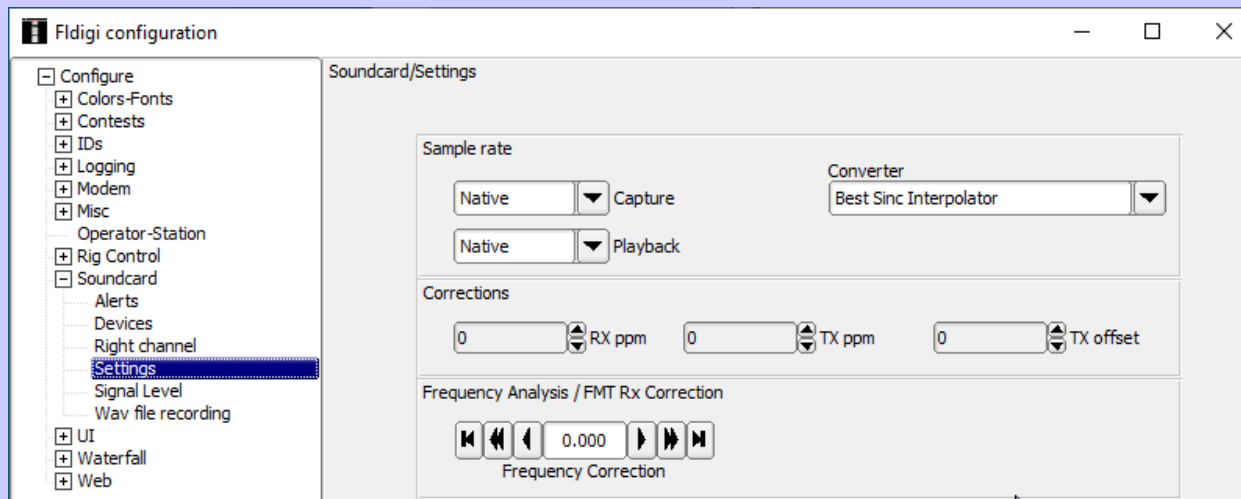 Fldigi configuration
Configure
Colors-Fonts
Contests
IDs
Logging
Modem
Misc
Operator-Station
Rig Control
Soundcard
Alerts
Devices
Right channel
Settings
Signal Level
Wav file recording
UI
Waterfall
Web
Soundcard/Settings
Sample rate
Converter
Native Capture Best Sinc Interpolator
Native Playback
Corrections
0 RX ppm 0 TX ppm 0 TX offset
Frequency Analysis / FMT Rx Correction
0.000
Frequency Correction